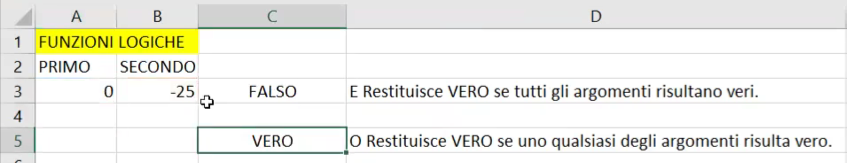 A B C D
1 FUNZIONI LOGICHE
2 PRIMO SECONDO
3 0 -25 FALSO E Restituisce VERO se tutti gli argomenti risultano veri.
4
5 VERO O Restituisce VERO se uno qualsiasi degli argomenti risulta vero.